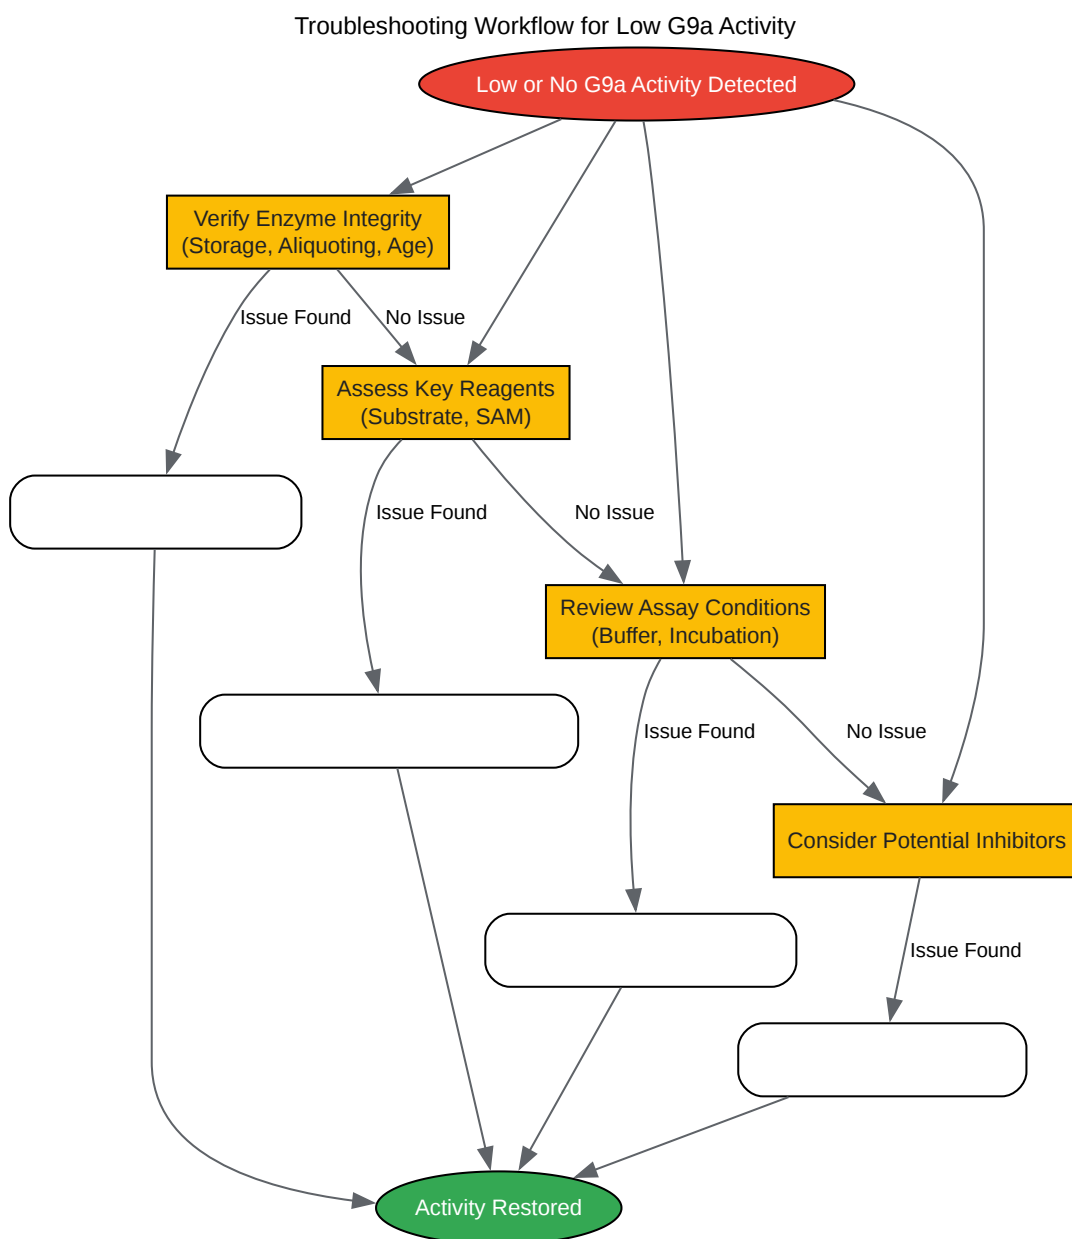 Troubleshooting Workflow for Low G9a Activity
Low or No G9a Activity Detected
Verify Enzyme Integrity
(Storage, Aliquoting, Age)
Issue Found
No Issue
Assess Key Reagents
(Substrate, SAM)
Issue Found
No Issue
Review Assay Conditions
(Buffer, Incubation)
Issue Found
No Issue
Consider Potential Inhibitors
Issue Found
Activity Restored